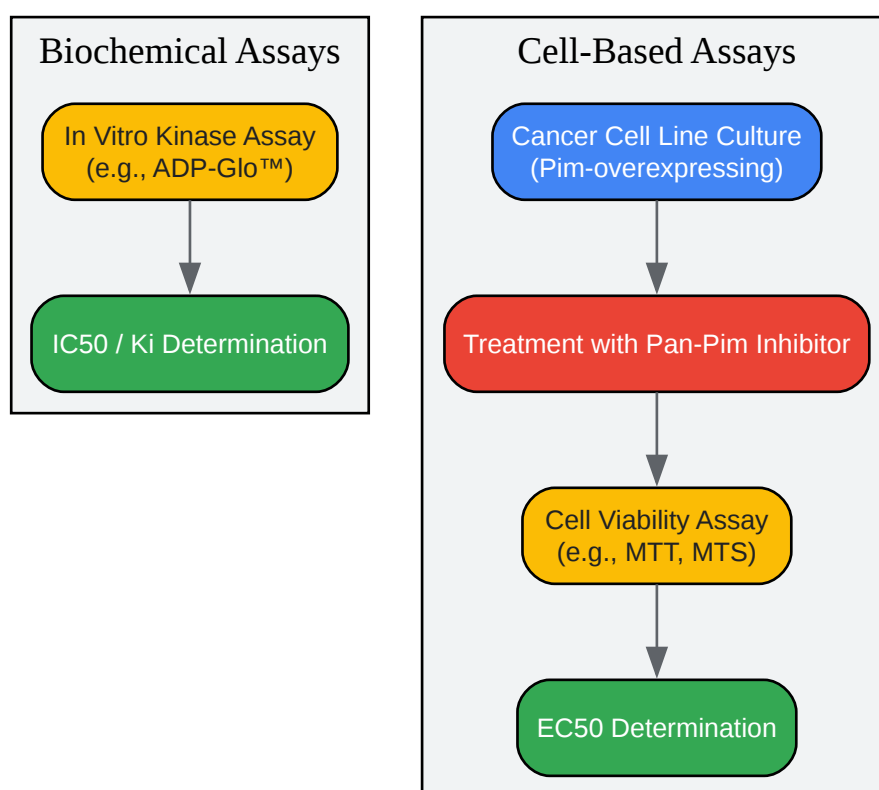 Biochemical Assays
In Vitro Kinase Assay
(e.g., ADP-Glo™)
IC50 / Ki Determination
Cell-Based Assays
Cancer Cell Line Culture
(Pim-overexpressing)
Treatment with Pan-Pim Inhibitor
Cell Viability Assay
(e.g., MTT, MTS)
EC50 Determination